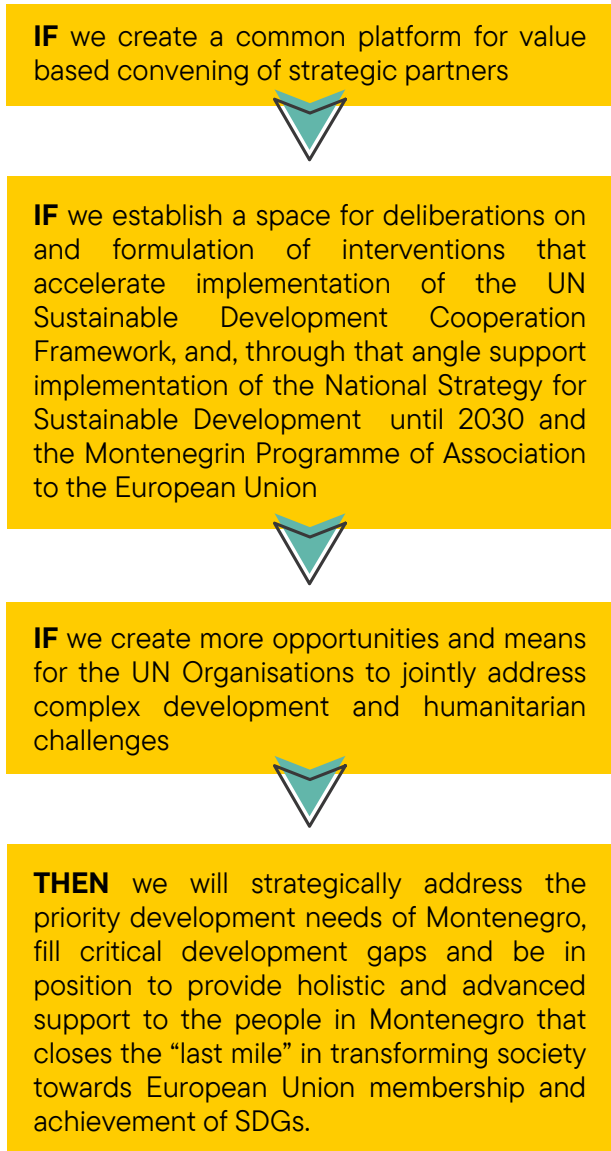 IF we create a common platform for value
based convening of strategic partners
IF we establish a space for deliberations on
and formulation of interventions that
accelerate implementation of the UN
Sustainable Development Cooperation
Framework, and, through that angle support
implementation of the National Strategy for
Sustainable Development until 2030 and
the Montenegrin Programme of Association
to the European Union
IF we create more opportunities and means
for the UN Organisations to jointly address
complex development and humanitarian
challenges
THEN we will strategically address the
priority development needs of Montenegro,
fill critical development gaps and be in
position to provide holistic and advanced
support to the people in Montenegro that
closes the “last mile” in transforming society
towards European Union membership and
achievement of SDGs.